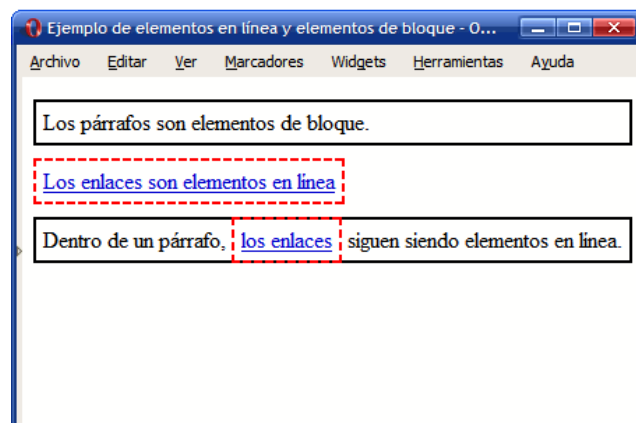 Ejemplo de elementos en línea y elementos de bloque - O...
Archivo Editar Ver Marcadores Widgets Herramientas Ayuda
Los párrafos son elementos de bloque.
Los enlaces son elementos en línea
Dentro de un párrafo, los enlaces siguen siendo elementos en línea.